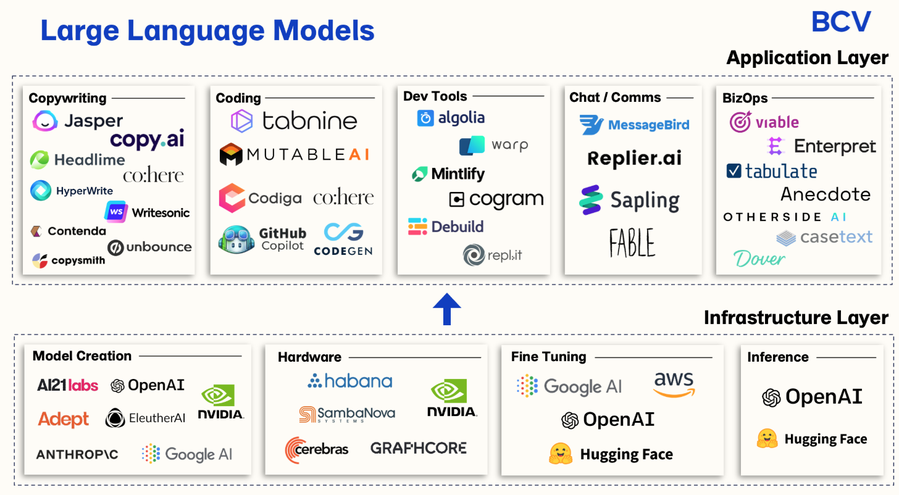 Large Language Models
BCV
Application Layer
Copywriting
Jasper
copy.ai
Headlime
co:here
HyperWrite
WS Writesonic
Contenda
unbounce
copysmith
Coding
tabnine
MUTABLEAI
Codiga
co:here
GitHub
Copilot
CODEGEN
Dev Tools
algolia
warp
Mintlify
cogram
Debuild
repl.it
Chat / Comms
MessageBird
Replier.ai
Sapling
FABLE
BizOps
viable
Enterpret
tabulate
Anecdote
OTHERSIDE AI
casetext
Dover
Infrastructure Layer
Model Creation
AI21labs
OpenAI
NVIDIA.
Adept
EleutherAI
ANTHROP\C
Google AI
Hardware
habana
NVIDIA.
SambaNova
SYSTEMS
cerebras
GRAPHCORE
Fine Tuning
Google AI
aws
OpenAI
Hugging Face
Inference
OpenAI
Hugging Face